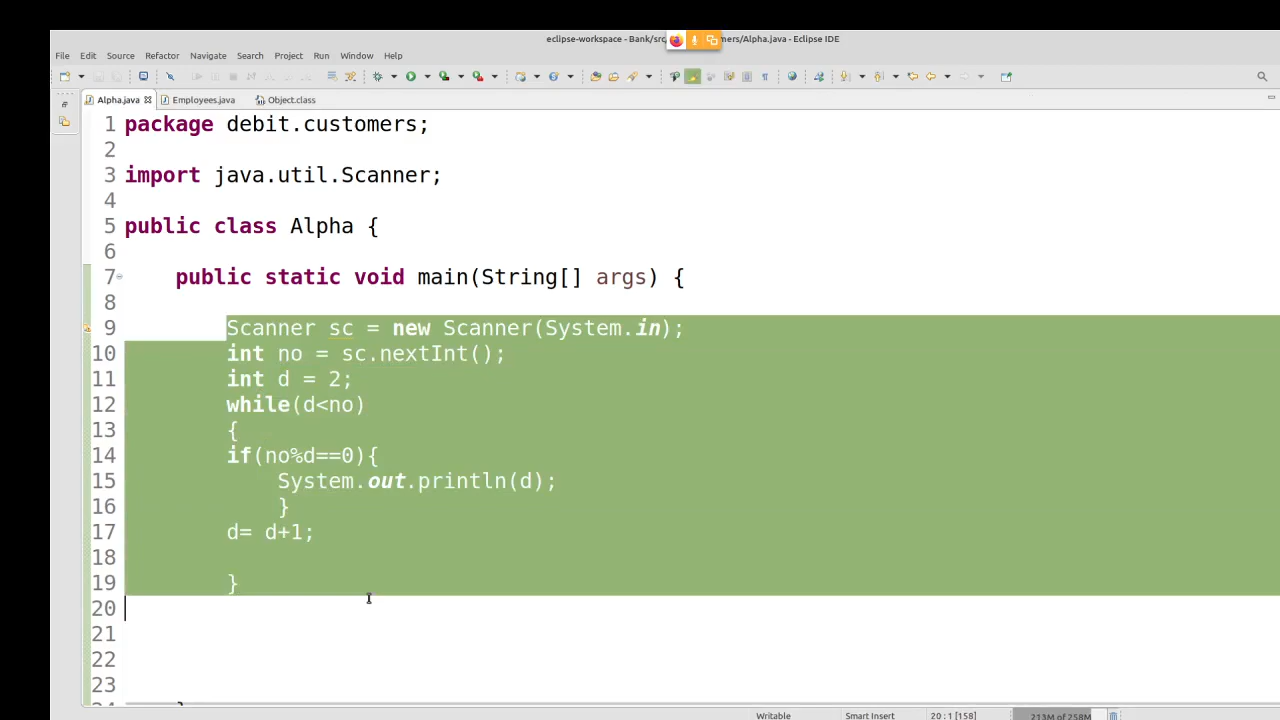 eclipse-workspace - Bank/src mers/Alpha.java - Eclipse IDE
File Edit Source Refactor Navigate Search Project Run Window Help
Alpha.java Employees.java Object.class
1 package debit.customers;
2
3 import java.util.Scanner;
4
5 public class Alpha {
6
7 public static void main(String[] args) {
8
9 Scanner sc = new Scanner(System.in);
10 int no = sc.nextInt();
11 int d = 2;
12 while(d<no)
13 {
14 if(no%d==0){
15 System.out.println(d);
16 }
17 d= d+1;
18
19 }
20
21
22
23
Writable Smart Insert 20 : 1 [158] 213M of 258M